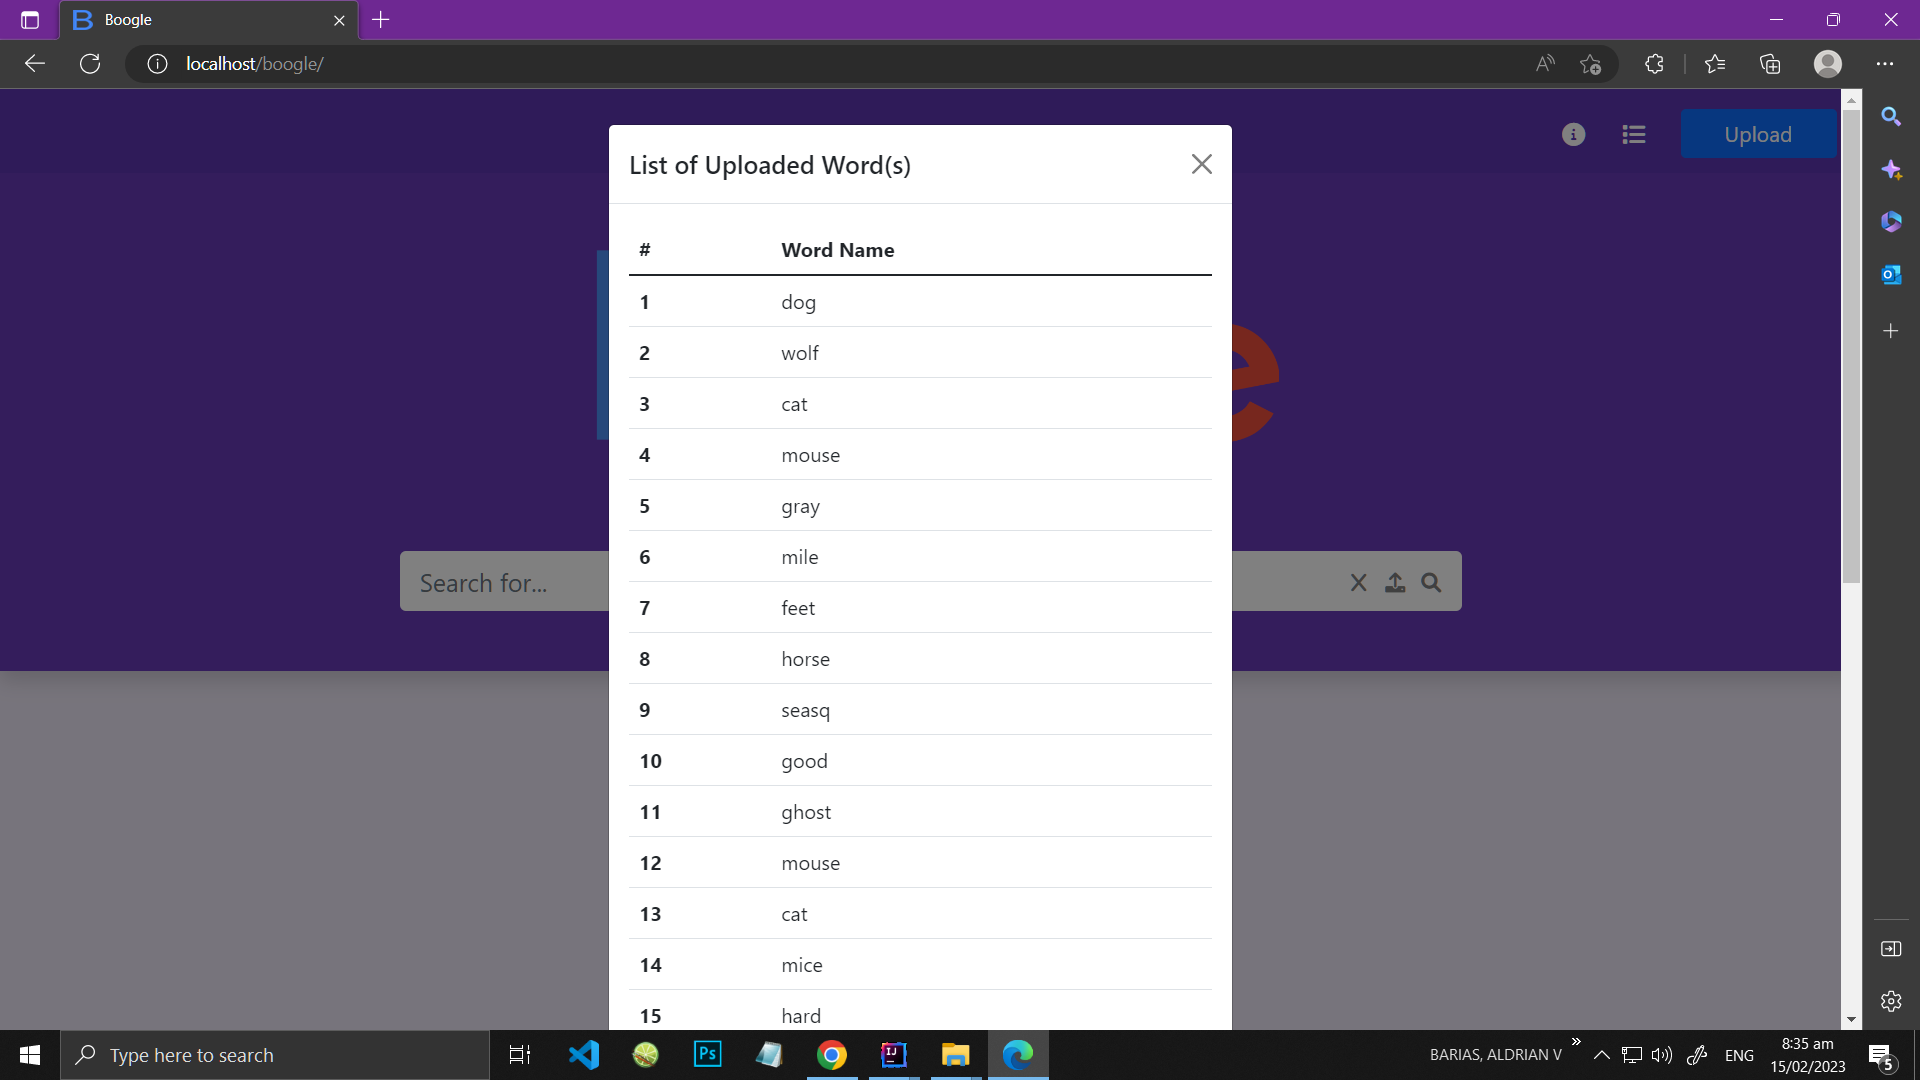 Boogle
localhost/boogle/
Upload
List of Uploaded Word(s)
# Word Name
1 dog
2 wolf
3 cat
4 mouse
5 gray
6 mile
7 feet
8 horse
9 seasq
10 good
11 ghost
12 mouse
13 cat
14 mice
15 hard
e
Search for...
Type here to search
Ps
IJ
BARIAS, ALDRIAN V
ENG
8:35 am
15/02/2023
5